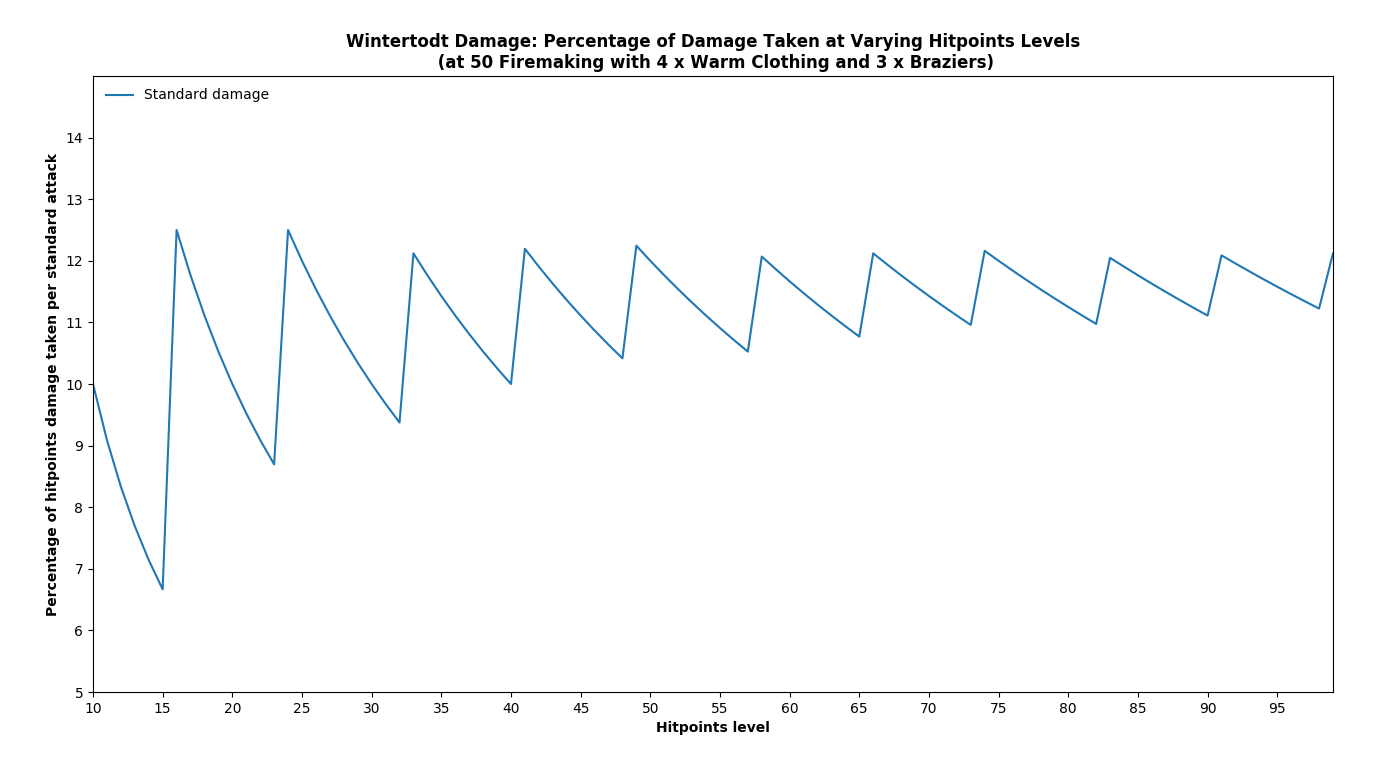 Wintertodt Damage: Percentage of Damage Taken at Varying Hitpoints Levels
(at 50 Firemaking with 4 x Warm Clothing and 3 x Braziers)
Standard damage
Percentage of hitpoints damage taken per standard attack
14
13
12
11
10
9
8
7
6
5
10 15 20 25 30 35 40 45 50 55 60 65 70 75 80 85 90 95
Hitpoints level